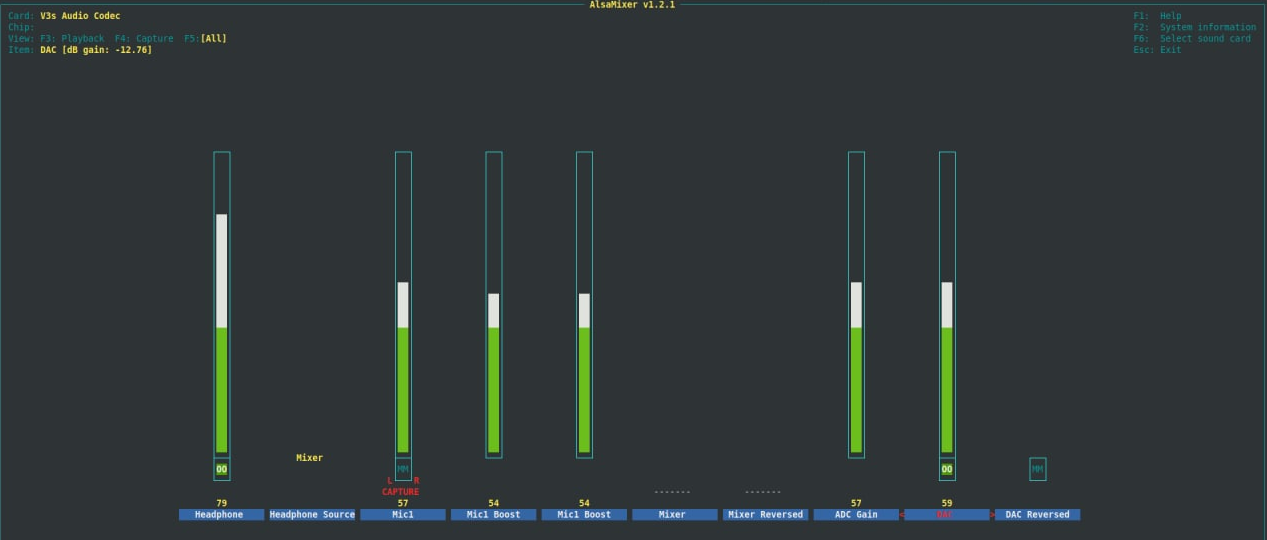 AlsaMixer v1.2.1
Card: V3s Audio Codec
F1: Help
Chip:
F2: System information
View: F3: Playback F4: Capture F5:[All]
F6: Select sound card
Item: DAC [dB gain: -12.76]
Esc: Exit
Mixer
OO MM OO MM
L R
CAPTURE ------- -------
79 57 54 54 57 59
Headphone Headphone Source Mic1 Mic1 Boost Mic1 Boost Mixer Mixer Reversed ADC Gain < DAC > DAC Reversed